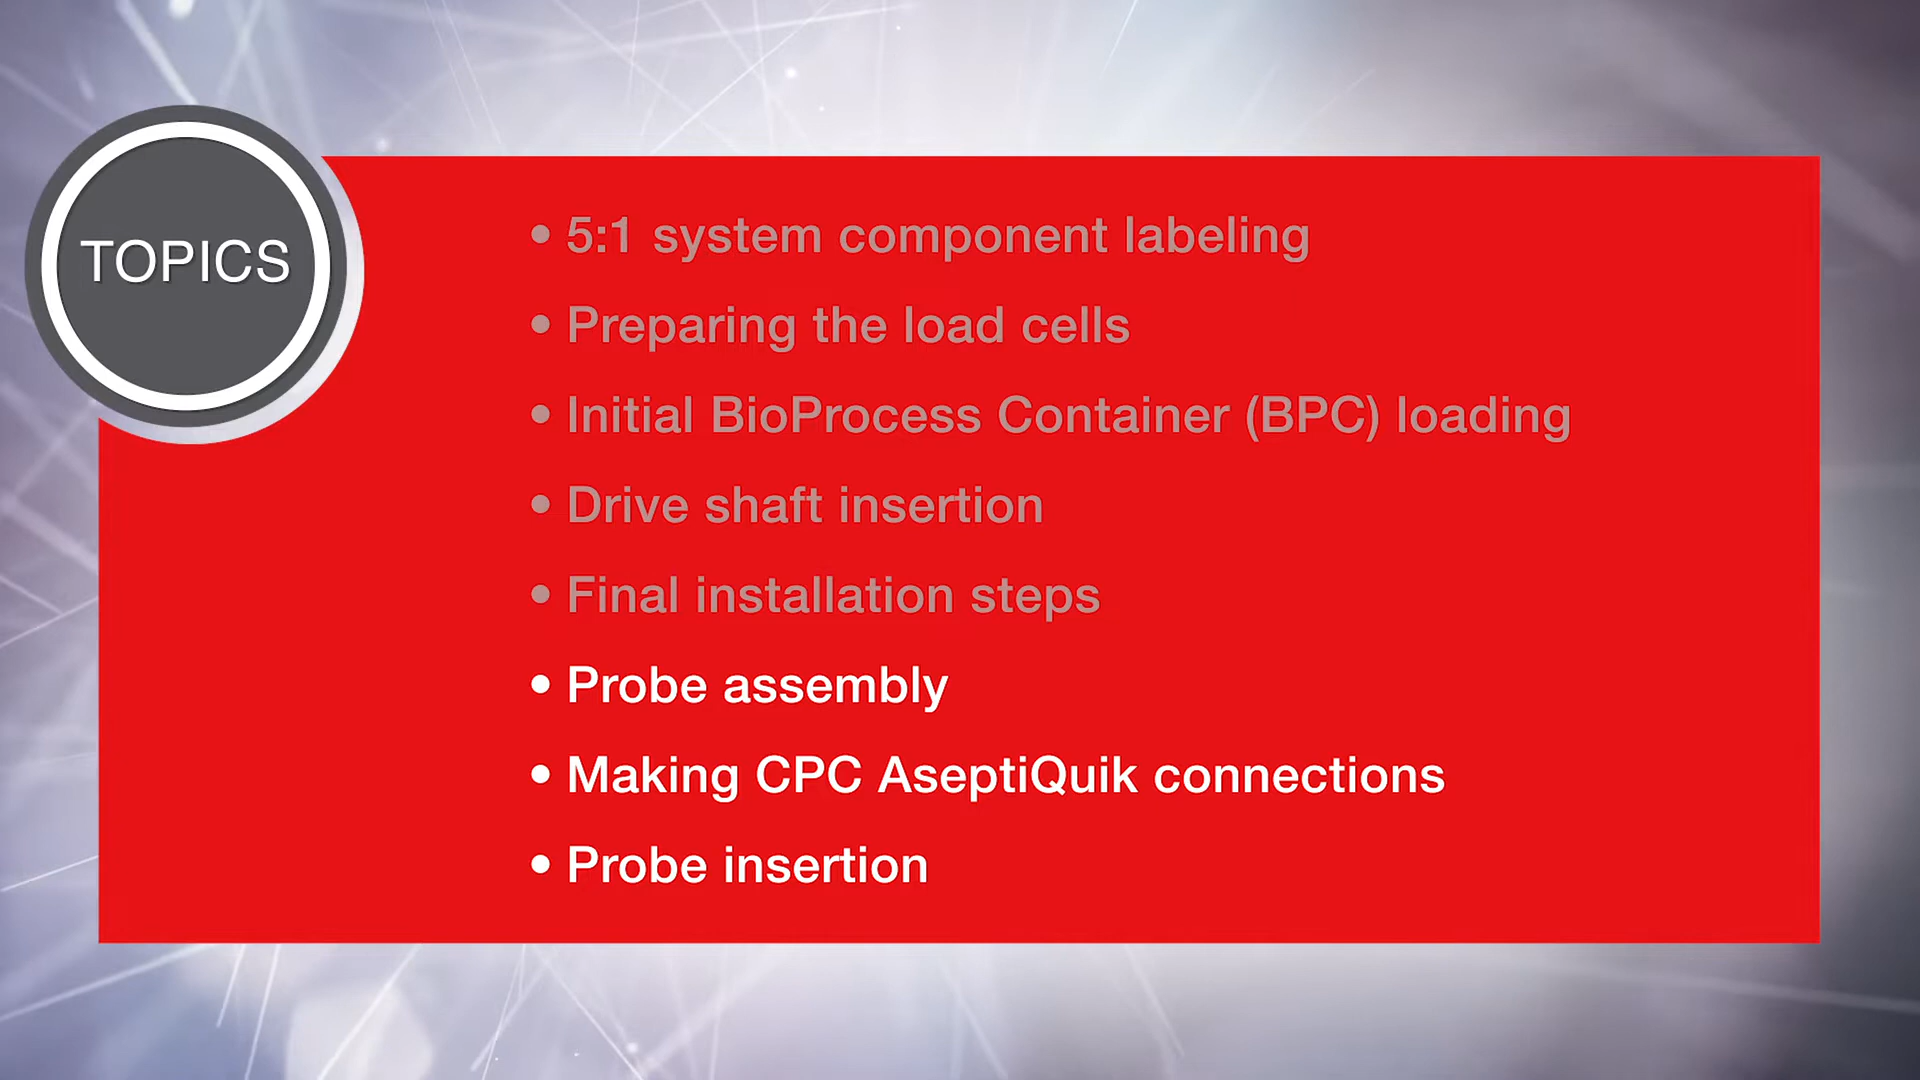 TOPICS
• 5:1 system component labeling
• Preparing the load cells
• Initial BioProcess Container (BPC) loading
• Drive shaft insertion
• Final installation steps
• Probe assembly
• Making CPC AseptiQuik connections
• Probe insertion